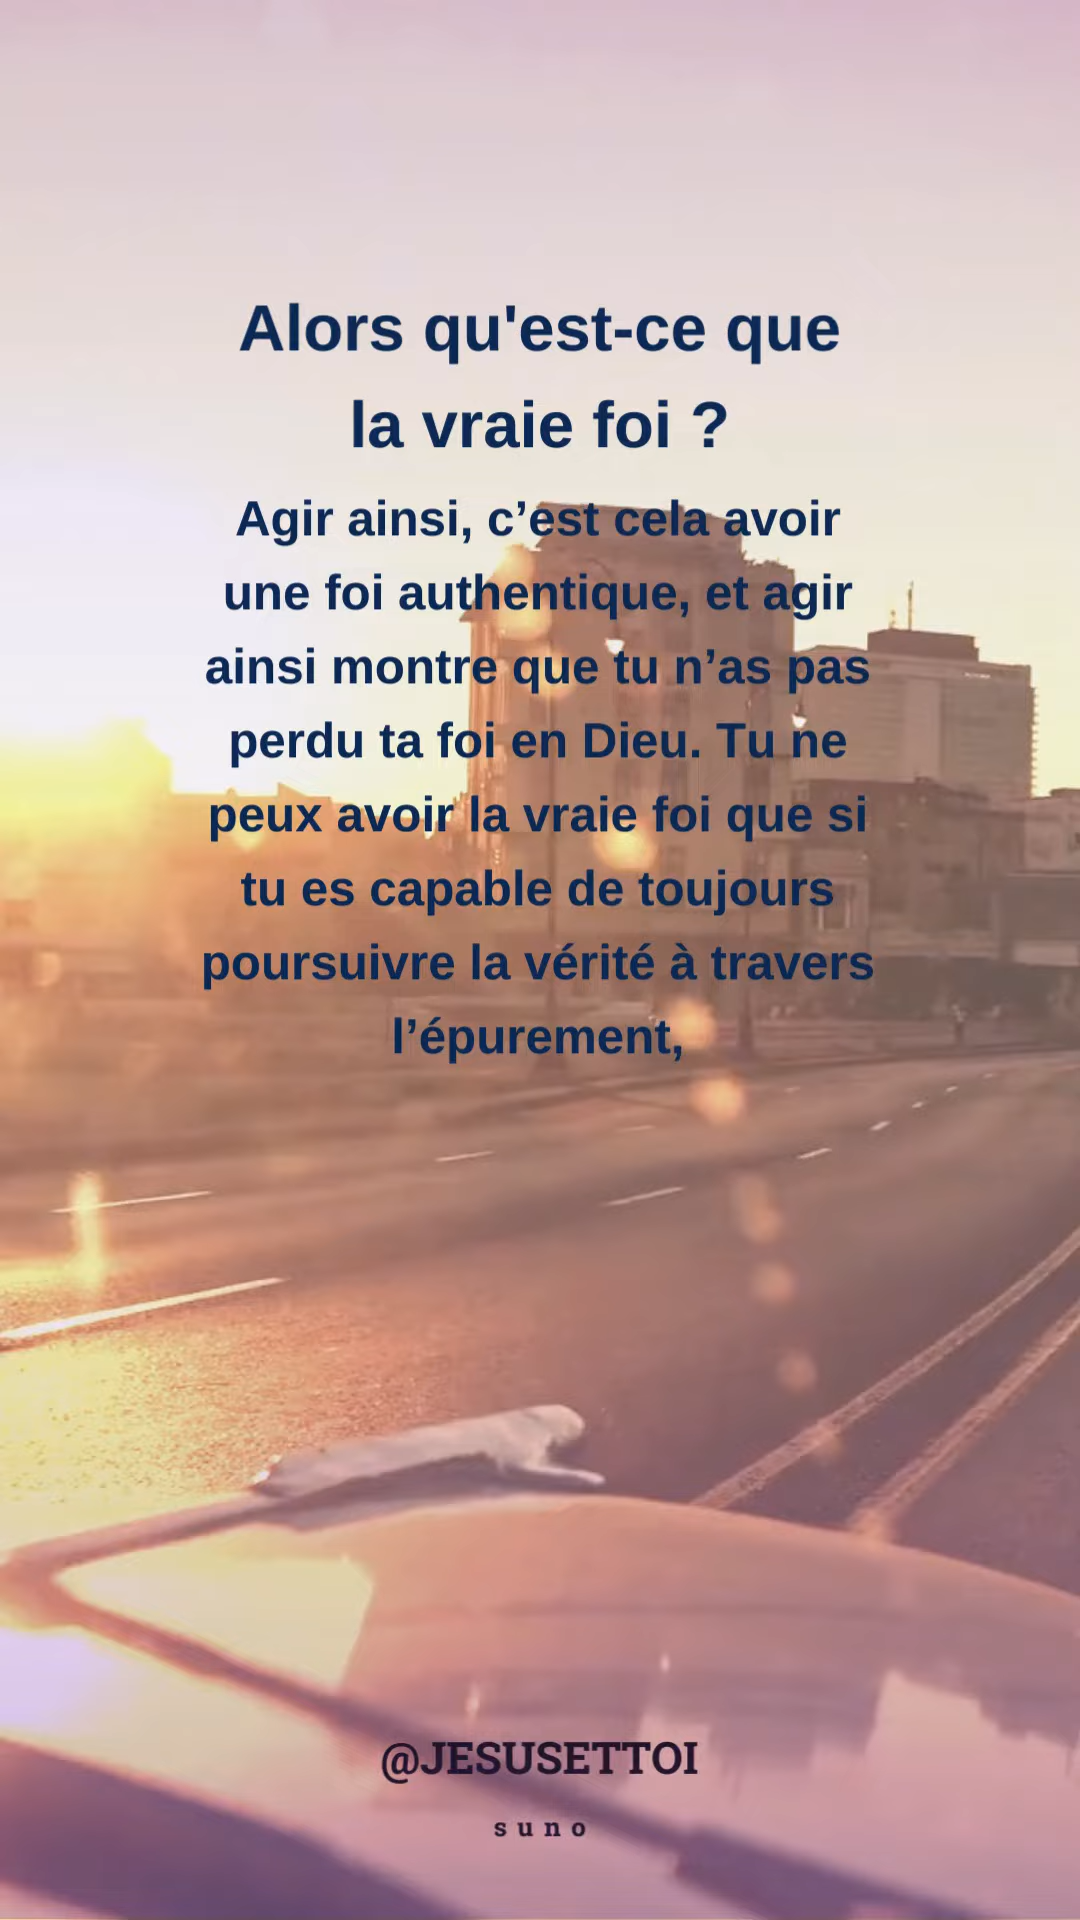 Alors qu'est-ce que
la vraie foi ?
Agir ainsi, c’est cela avoir
une foi authentique, et agir
ainsi montre que tu n’as pas
perdu ta foi en Dieu. Tu ne
peux avoir la vraie foi que si
tu es capable de toujours
poursuivre la vérité à travers
l’épurement,
@JESUSETTOI
suno